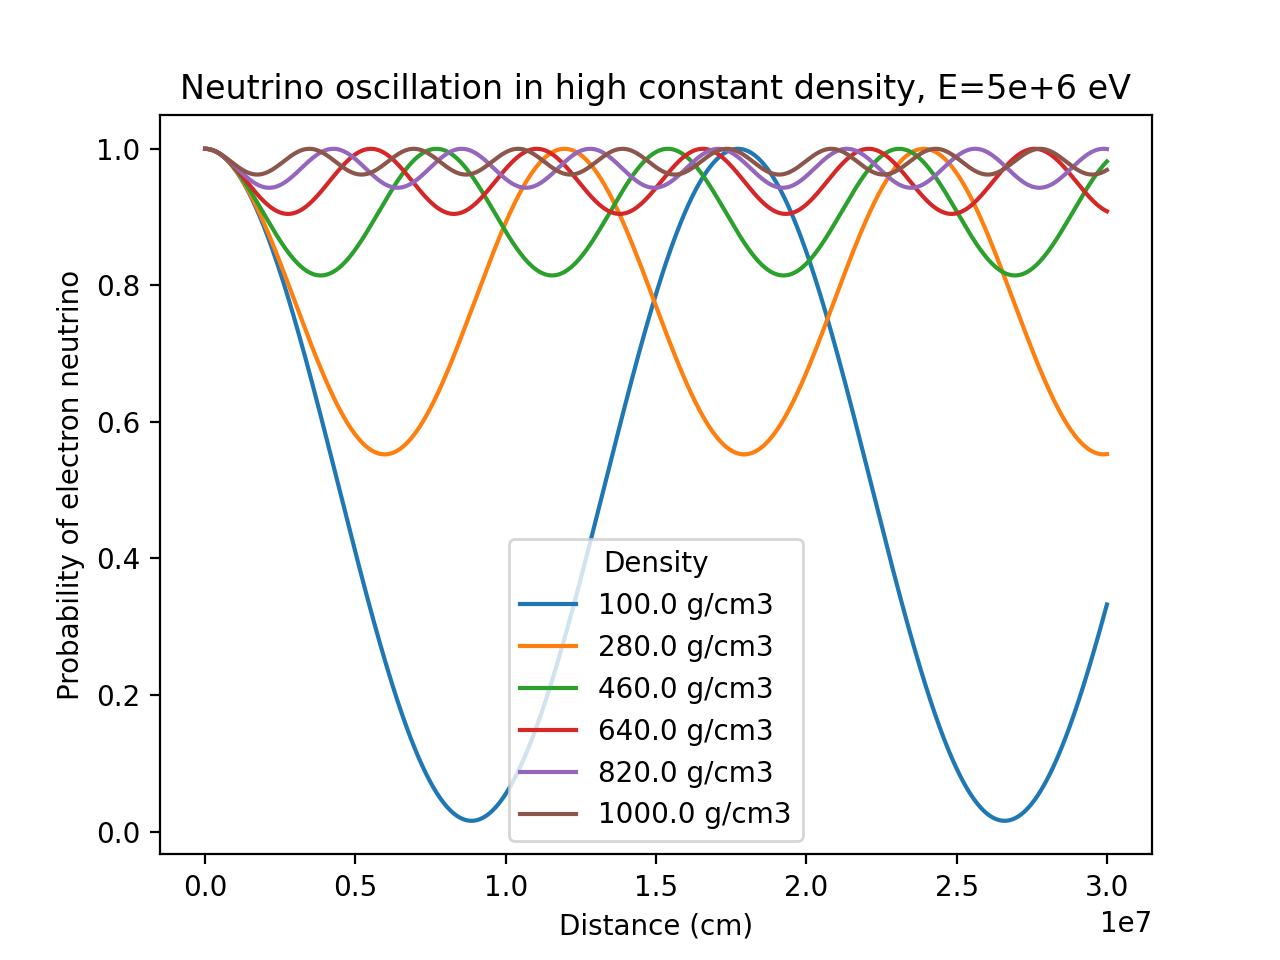 Neutrino oscillation in high constant density, E=5e+6 eV
Probability of electron neutrino
1.0
0.8
0.6
0.4
0.2
0.0
Density
100.0 g/cm3
280.0 g/cm3
460.0 g/cm3
640.0 g/cm3
820.0 g/cm3
1000.0 g/cm3
0.0 0.5 1.0 1.5 2.0 2.5 3.0
1e7
Distance (cm)